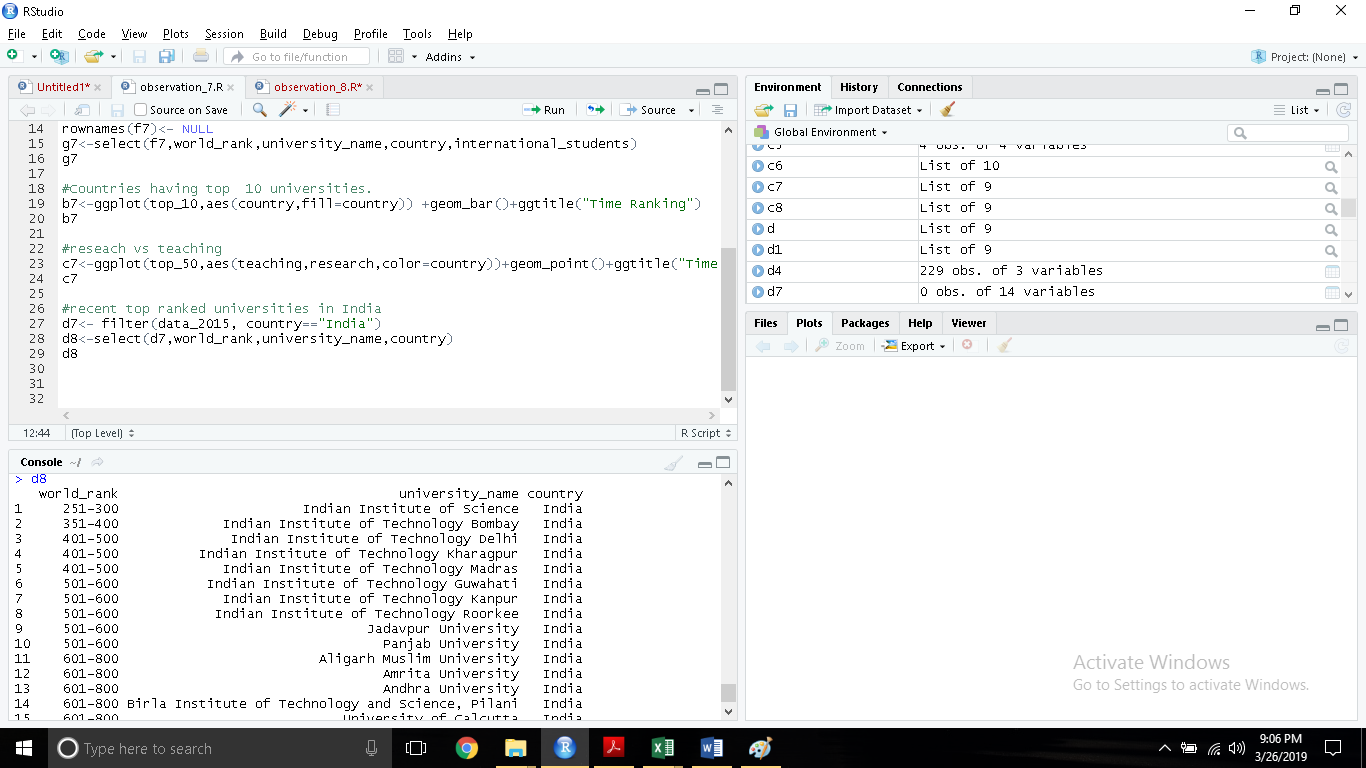 RStudio
File Edit Code View Plots Session Build Debug Profile Tools Help
Go to file/function Addins Project: (None)
Untitled1* observation_7.R observation_8.R*
Source on Save Run Source
14 rownames(f7)<- NULL
15 g7<-select(f7,world_rank,university_name,country,international_students)
16 g7
17
18 #Countries having top  10 universities.
19 b7<-ggplot(top_10,aes(country,fill=country)) +geom_bar()+ggtitle("Time Ranking")
20 b7
21
22 #reseach vs teaching
23 c7<-ggplot(top_50,aes(teaching,research,color=country))+geom_point()+ggtitle("Time
24 c7
25
26 #recent top ranked universities in India
27 d7<- filter(data_2015, country=="India")
28 d8<-select(d7,world_rank,university_name,country)
29 d8
30
31
32
12:44 (Top Level) R Script
Console ~/
> d8
world_rank university_name country
1 251-300 Indian Institute of Science India
2 351-400 Indian Institute of Technology Bombay India
3 401-500 Indian Institute of Technology Delhi India
4 401-500 Indian Institute of Technology Kharagpur India
5 401-500 Indian Institute of Technology Madras India
6 501-600 Indian Institute of Technology Guwahati India
7 501-600 Indian Institute of Technology Kanpur India
8 501-600 Indian Institute of Technology Roorkee India
9 501-600 Jadavpur University India
10 501-600 Panjab University India
11 601-800 Aligarh Muslim University India
12 601-800 Amrita University India
13 601-800 Andhra University India
14 601-800 Birla Institute of Technology and Science, Pilani India
15 601-800 University of Calcutta India
Environment History Connections
Import Dataset List
Global Environment
c5 4 obs. of 4 variables
c6 List of 10
c7 List of 9
c8 List of 9
d List of 9
d1 List of 9
d4 229 obs. of 3 variables
d7 0 obs. of 14 variables
Files Plots Packages Help Viewer
Zoom Export
Activate Windows
Go to Settings to activate Windows.
Type here to search
9:06 PM
3/26/2019